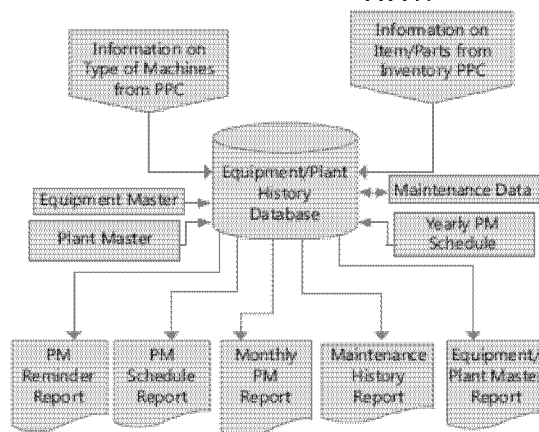 Information on
Type of Machines
from PPC
Information on
Item/Parts from
Inventory PPC
Equipment/Plant
History
Database
Equipment Master
Plant Master
Maintenance Data
Yearly PM
Schedule
PM
Reminder
Report
PM
Schedule
Report
Monthly
PM
Report
Maintenance
History
Report
Equipment/
Plant Master
Report